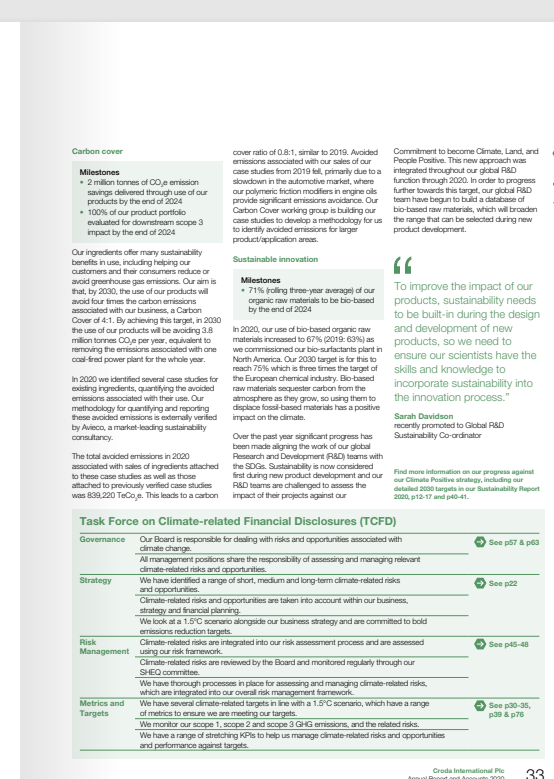 Carbon cover
Milestones
• 2 million tonnes of CO2e emission
savings delivered through use of our
products by the end of 2024
• 100% of our product portfolio
evaluated for downstream scope 3
impact by the end of 2024
Our ingredients offer many sustainability
benefits in use, including helping our
customers and their consumers reduce or
avoid greenhouse gas emissions. Our aim is
that, by 2030, the use of our products will
avoid four times the carbon emissions
associated with our business, a Carbon
Cover of 4:1. By achieving this target, in 2030
the use of our products will be avoiding 3.8
million tonnes CO2e per year, equivalent to
removing the emissions associated with one
coal-fired power plant for the whole year.
In 2020 we identified several case studies for
existing ingredients, quantifying the avoided
emissions associated with their use. Our
methodology for quantifying and reporting
these avoided emissions is externally verified
by Avieco, a market-leading sustainability
consultancy.
The total avoided emissions in 2020
associated with sales of ingredients attached
to these case studies as well as those
attached to previously verified case studies
was 839,220 TeCo2e. This leads to a carbon
cover ratio of 0.8:1, similar to 2019. Avoided
emissions associated with our sales of our
case studies from 2019 fell, primarily due to a
slowdown in the automotive market, where
our polymeric friction modifiers in engine oils
provide significant emissions avoidance. Our
Carbon Cover working group is building our
case studies to develop a methodology for us
to identify avoided emissions for larger
product/application areas.
Sustainable innovation
Milestones
• 71% (rolling three-year average) of our
organic raw materials to be bio-based
by the end of 2024
In 2020, our use of bio-based organic raw
materials increased to 67% (2019: 63%) as
we commissioned our bio-surfactants plant in
North America. Our 2030 target is for this to
reach 75% which is three times the target of
the European chemical industry. Bio-based
raw materials sequester carbon from the
atmosphere as they grow, so using them to
displace fossil-based materials has a positive
impact on the climate.
Over the past year significant progress has
been made aligning the work of our global
Research and Development (R&D) teams with
the SDGs. Sustainability is now considered
first during new product development and our
R&D teams are challenged to assess the
impact of their projects against our
Commitment to become Climate, Land, and
People Positive. This new approach was
integrated throughout our global R&D
function through 2020. In order to progress
further towards this target, our global R&D
team have begun to build a database of
bio-based raw materials, which will broaden
the range that can be selected during new
product development.
“
To improve the impact of our
products, sustainability needs
to be built-in during the design
and development of new
products, so we need to
ensure our scientists have the
skills and knowledge to
incorporate sustainability into
the innovation process.”
Sarah Davidson
recently promoted to Global R&D
Sustainability Co-ordinator
Find more information on our progress against
our Climate Positive strategy, including our
detailed 2030 targets in our Sustainability Report
2020, p12-17 and p40-41.
Task Force on Climate-related Financial Disclosures (TCFD)
Governance
Our Board is responsible for dealing with risks and opportunities associated with
climate change.
See p57 & p63
All management positions share the responsibility of assessing and managing relevant
climate-related risks and opportunities.
Strategy
We have identified a range of short, medium and long-term climate-related risks
and opportunities.
See p22
Climate-related risks and opportunities are taken into account within our business,
strategy and financial planning.
We look at a 1.5°C scenario alongside our business strategy and are committed to bold
emissions reduction targets.
Risk
Management
Climate-related risks are integrated into our risk assessment process and are assessed
using our risk framework.
See p45-48
Climate-related risks are reviewed by the Board and monitored regularly through our
SHEQ committee.
We have thorough processes in place for assessing and managing climate-related risks,
which are integrated into our overall risk management framework.
Metrics and
Targets
We have several climate-related targets in line with a 1.5°C scenario, which have a range
of metrics to ensure we are meeting our targets.
See p30-35,
p39 & p76
We monitor our scope 1, scope 2 and scope 3 GHG emissions, and the related risks.
We have a range of stretching KPIs to help us manage climate-related opportunities
and performance against targets.
Croda International Plc
Annual Report and Accounts 2020
33